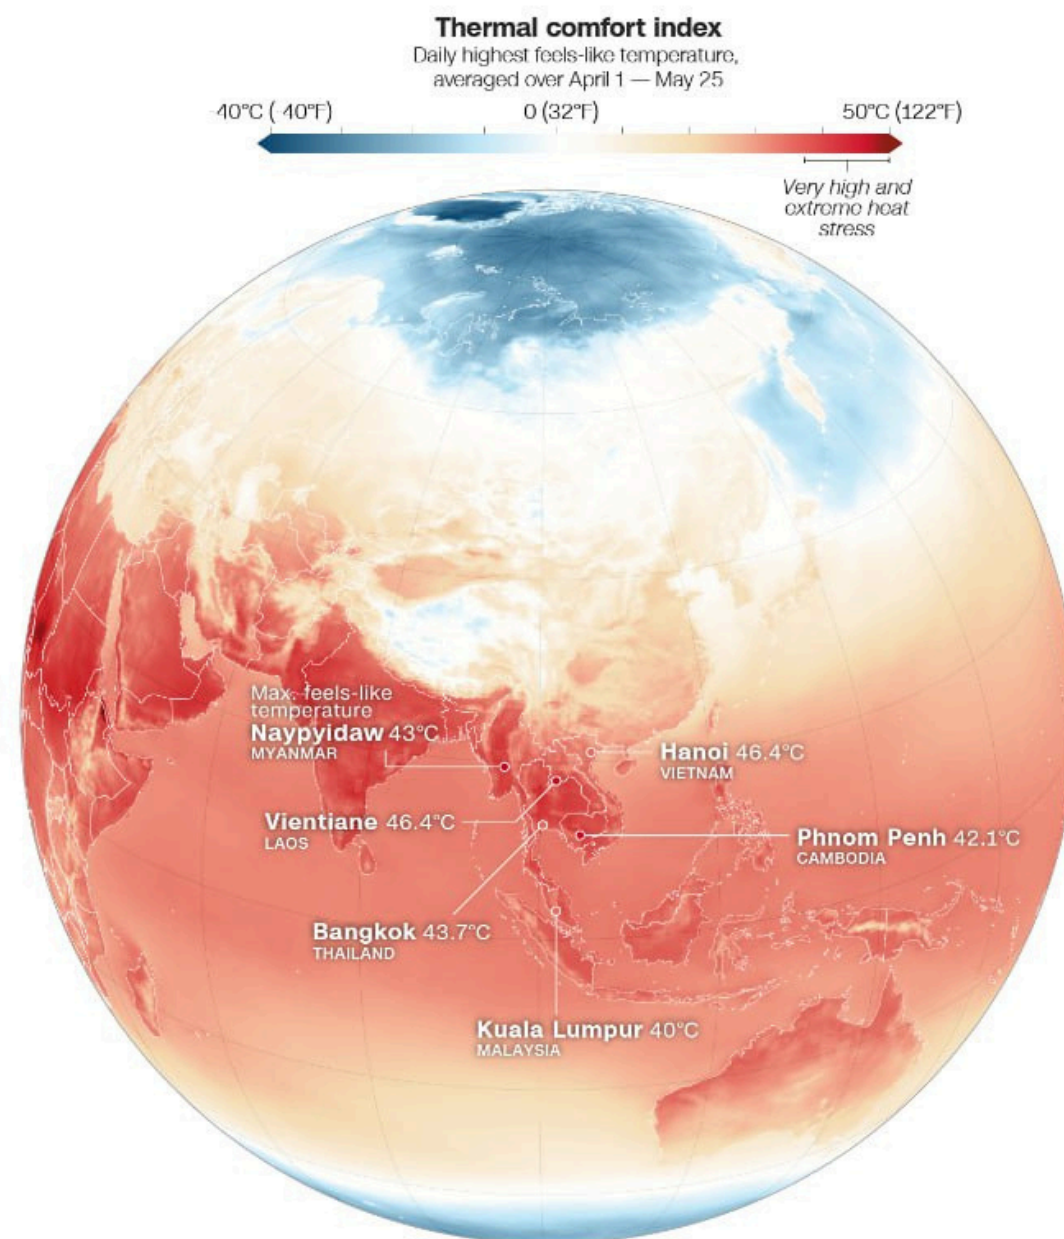 Thermal comfort index
Daily highest feels-like temperature,
averaged over April 1 — May 25
-40°C (-40°F)
0 (32°F)
50°C (122°F)
Very high and
extreme heat
stress
Max. feels-like
temperature
Naypyidaw 43°C
MYANMAR
Hanoi 46.4°C
VIETNAM
Vientiane 46.4°C
LAOS
Phnom Penh 42.1°C
CAMBODIA
Bangkok 43.7°C
THAILAND
Kuala Lumpur 40°C
MALAYSIA